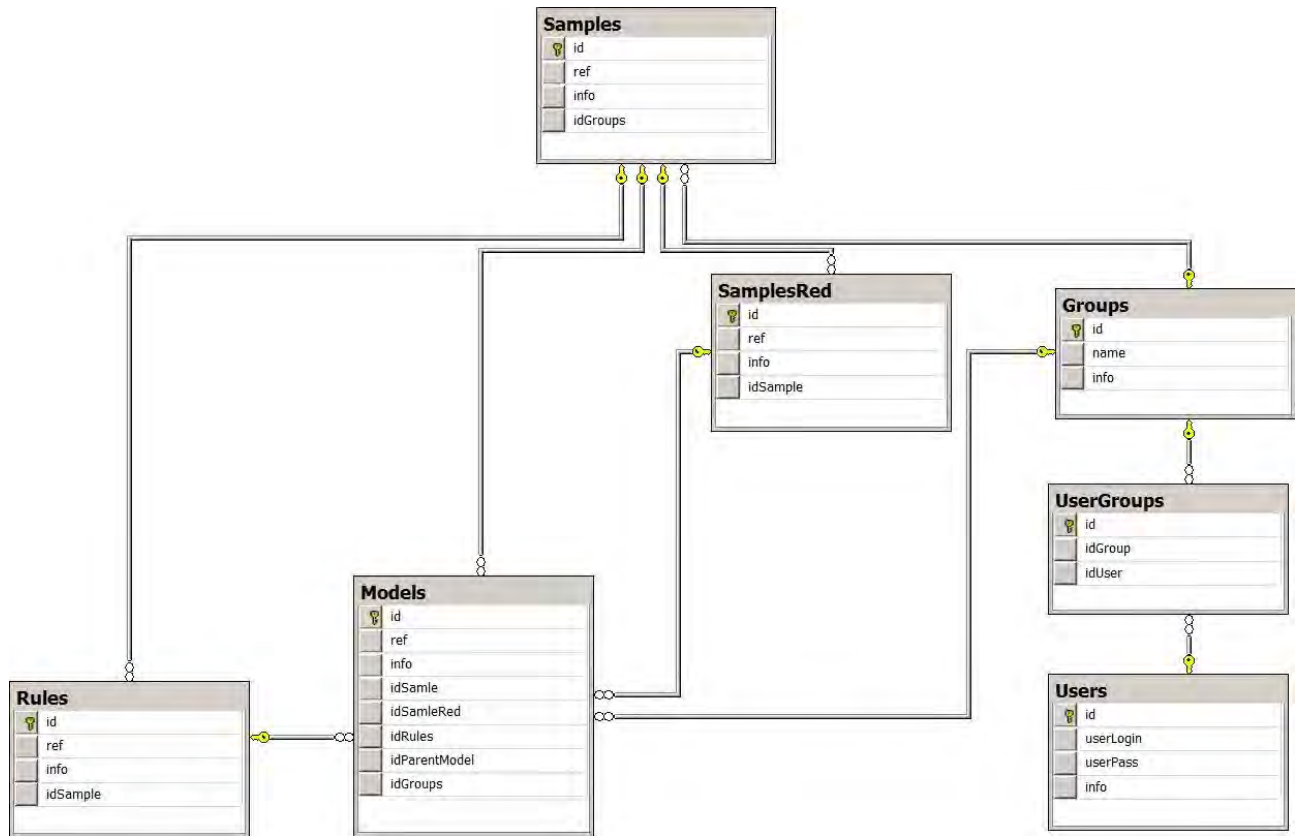 Samples
id
ref
info
idGroups
SamplesRed
id
ref
info
idSample
Groups
id
name
info
UserGroups
id
idGroup
idUser
Models
id
ref
info
idSamle
idSamleRed
idRules
idParentModel
idGroups
Rules
id
ref
info
idSample
Users
id
userLogin
userPass
info